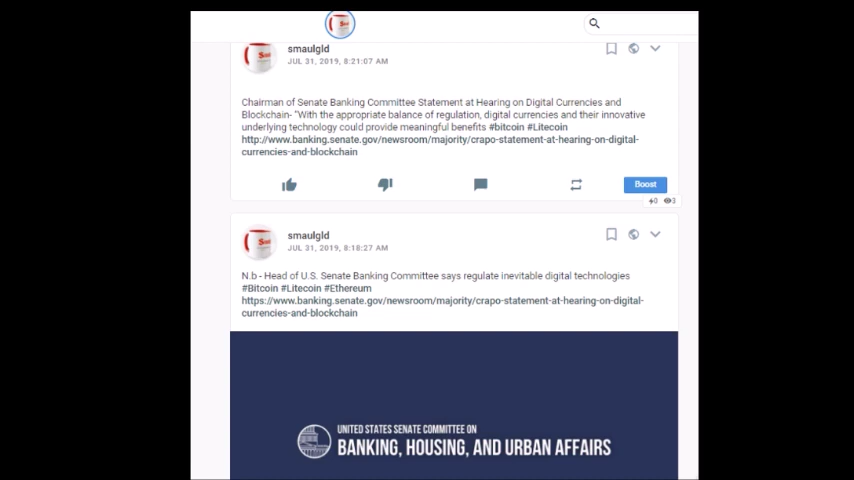 smaulgld
JUL 31, 2019, 8:21:07 AM
Chairman of Senate Banking Committee Statement at Hearing on Digital Currencies and
Blockchain- "With the appropriate balance of regulation, digital currencies and their innovative
underlying technology could provide meaningful benefits #bitcoin #Litecoin
http://www.banking.senate.gov/newsroom/majority/crapo-statement-at-hearing-on-digital-
currencies-and-blockchain
Boost
0 3
smaulgld
JUL 31, 2019, 8:18:27 AM
N.b - Head of U.S. Senate Banking Committee says regulate inevitable digital technologies
#Bitcoin #Litecoin #Ethereum
https://www.banking.senate.gov/newsroom/majority/crapo-statement-at-hearing-on-digital-
currencies-and-blockchain
UNITED STATES SENATE COMMITTEE ON
BANKING, HOUSING, AND URBAN AFFAIRS